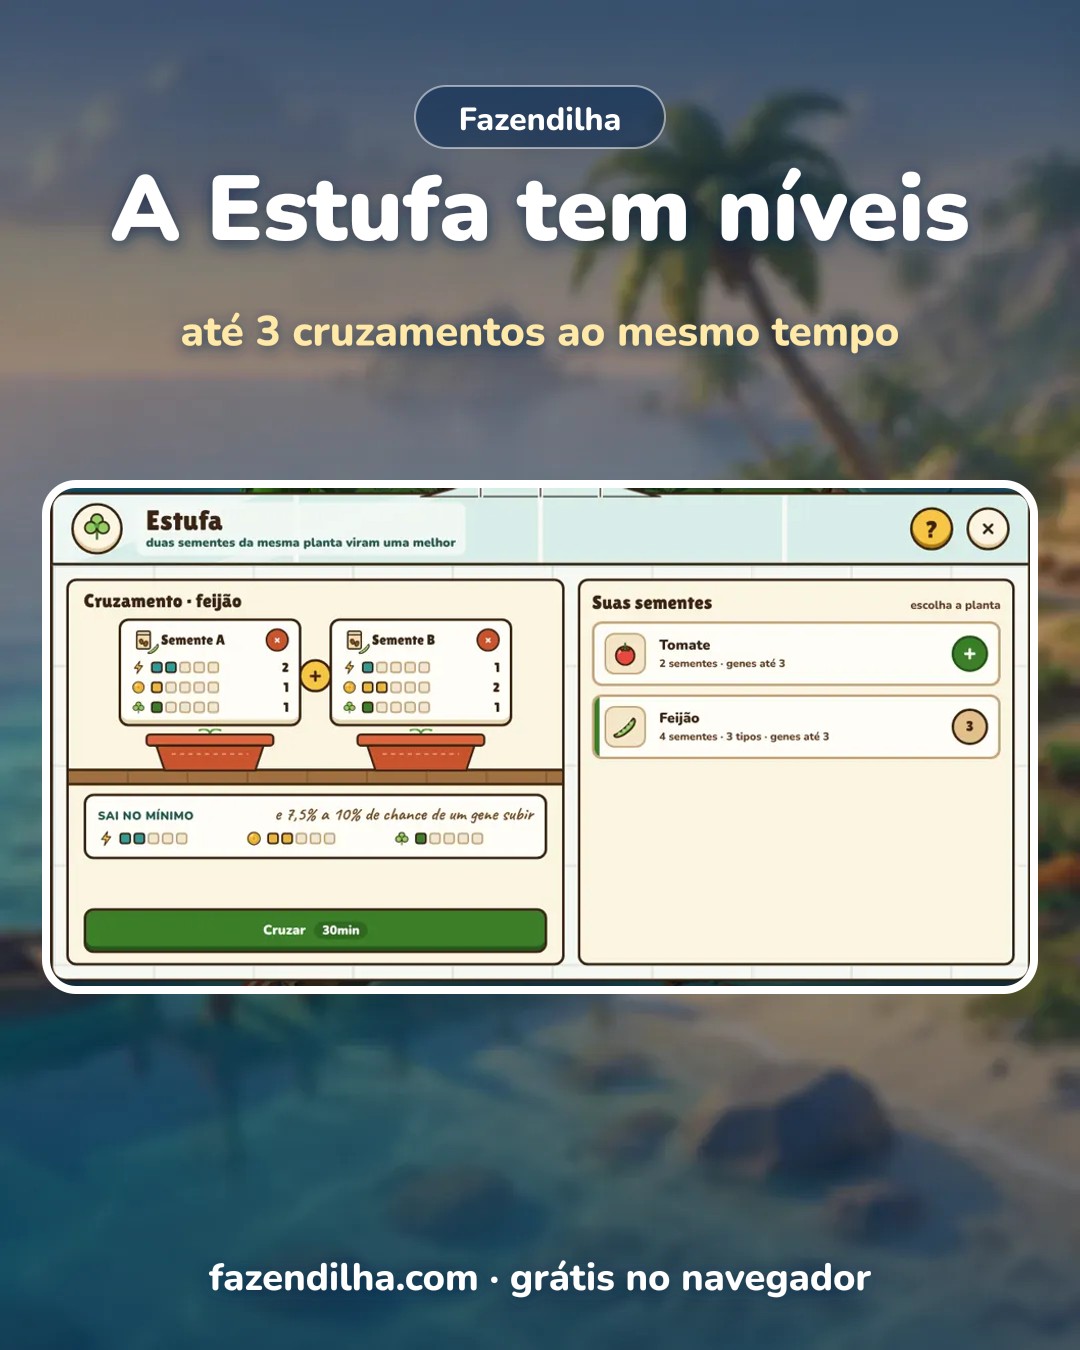 Fazendilha
A Estufa tem níveis
até 3 cruzamentos ao mesmo tempo
Estufa
duas sementes da mesma planta viram uma melhor
?
×
Cruzamento · feijão
Semente A
×
2
1
1
+
Semente B
×
1
2
1
SAI NO MÍNIMO
e 7,5% a 10% de chance de um gene subir
Cruzar 30min
Suas sementes
escolha a planta
Tomate
2 sementes · genes até 3
+
Feijão
4 sementes · 3 tipos · genes até 3
3
fazendilha.com · grátis no navegador